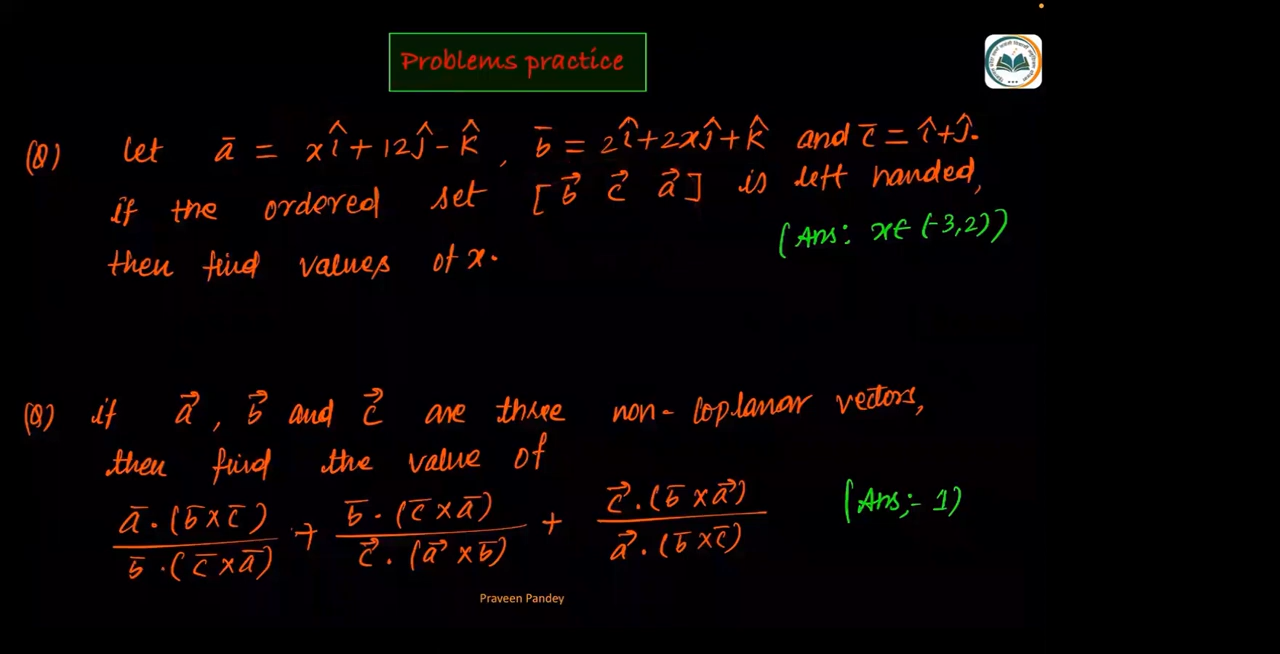 Problems practice
(Q) Let a̅ = xî + 12ĵ - k̂, b̅ = 2î + 2xĵ + k̂ and c̅ = î + ĵ.
if the ordered set [b⃗ c⃗ a⃗] is left handed,
then find values of x.
(Ans: x∈ (-3,2))
(Q) if a⃗, b⃗ and c⃗ are three non-coplanar vectors,
then find the value of
a̅·(b̅×c̅)/b̅·(c̅×a̅) + b̅·(c̅×a̅)/c⃗·(a⃗×b̅) + c⃗·(b̅×a⃗)/a⃗·(b̅×c̅)
(Ans:- 1)
Praveen Pandey